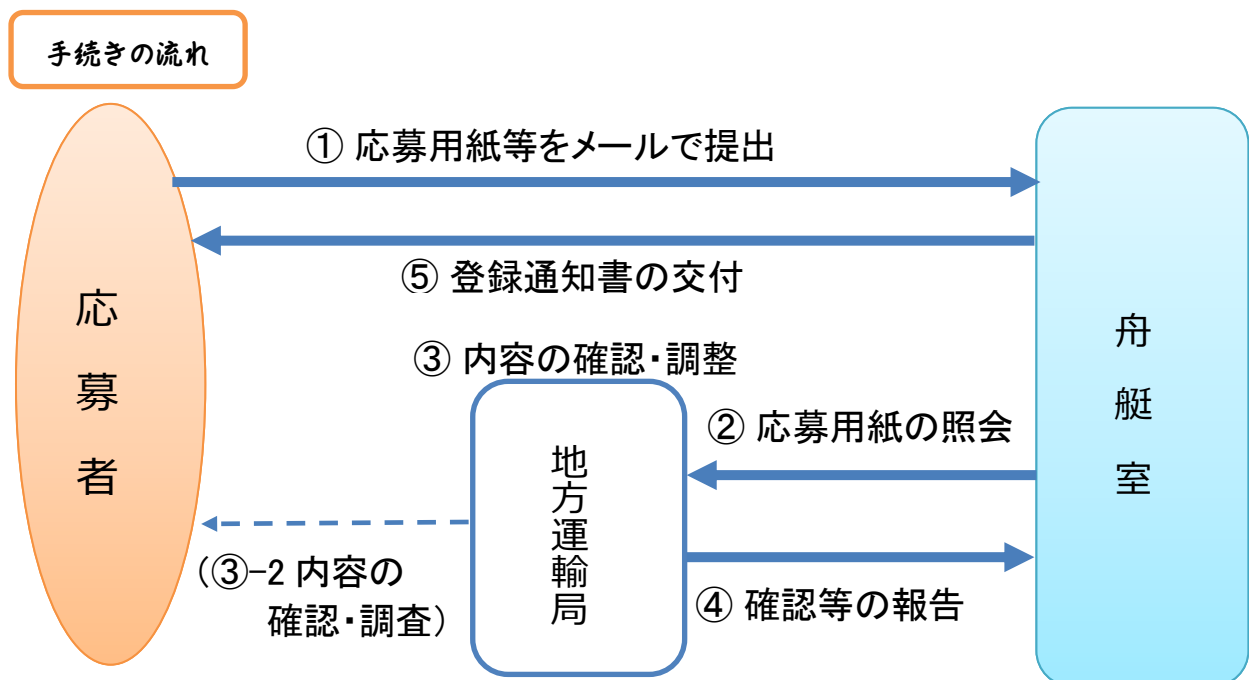 手続きの流れ
① 応募用紙等をメールで提出
⑤ 登録通知書の交付
応募者
③ 内容の確認・調整
② 応募用紙の照会
地方運輸局
舟艇室
(③-2 内容の
確認・調査)
④ 確認等の報告